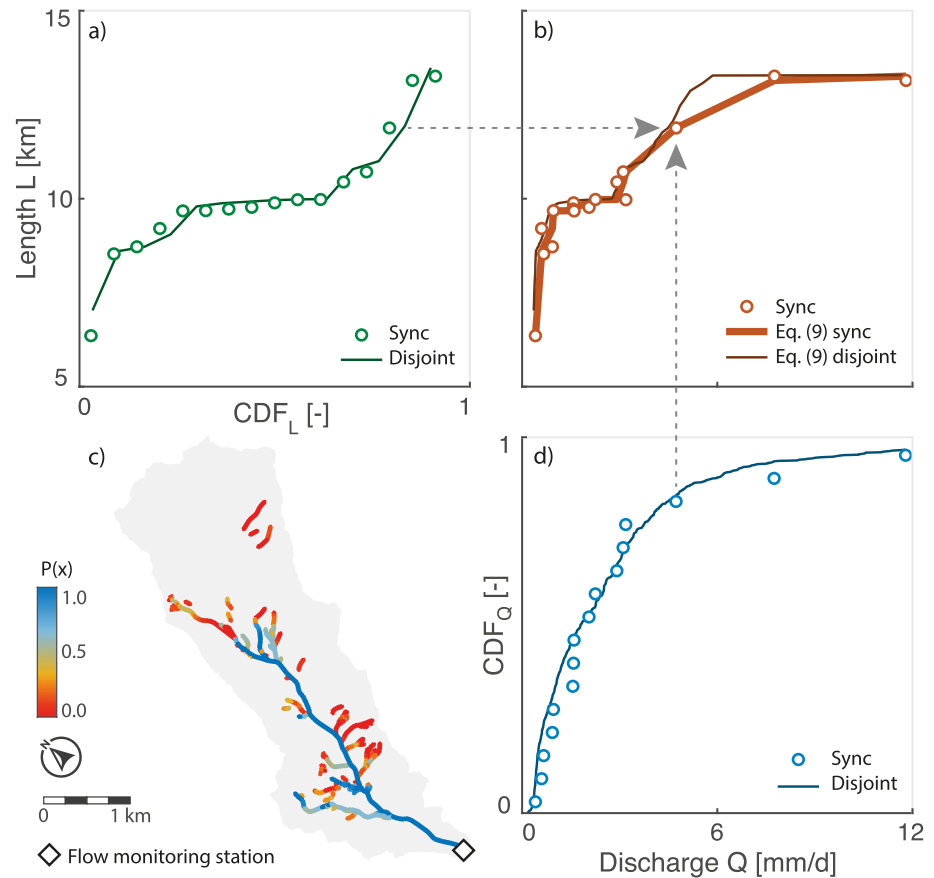 15
a)
b)
Length L [km]
10
Sync
Disjoint
Sync
Eq. (9) sync
Eq. (9) disjoint
5
0
CDF_L [-]
1
c)
1
d)
P(x)
1.0
0.5
0.0
CDF_Q [-]
N
0
1 km
Flow monitoring station
Sync
Disjoint
0
0
6
12
Discharge Q [mm/d]